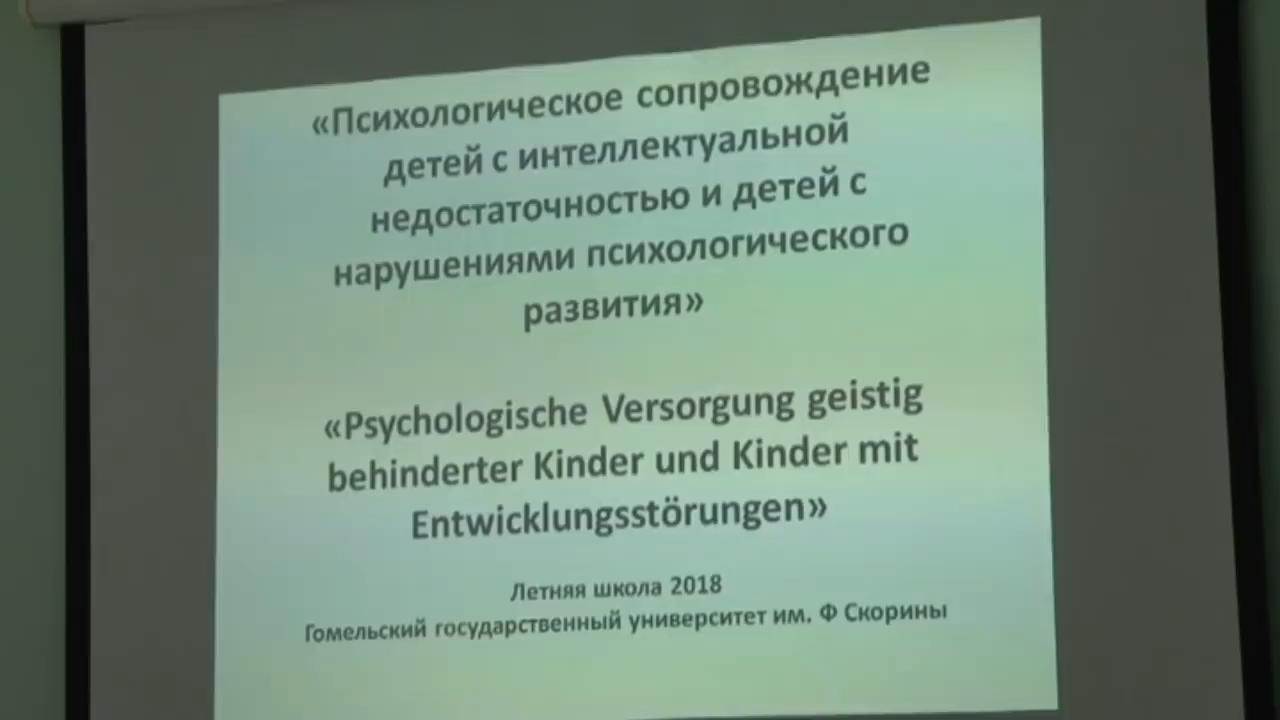 «Психологическое сопровождение
детей с интеллектуальной
недостаточностью и детей с
нарушениями психологического
развития»
«Psychologische Versorgung geistig
behinderter Kinder und Kinder mit
Entwicklungsstörungen»
Летняя школа 2018
Гомельский государственный университет им. Ф Скорины